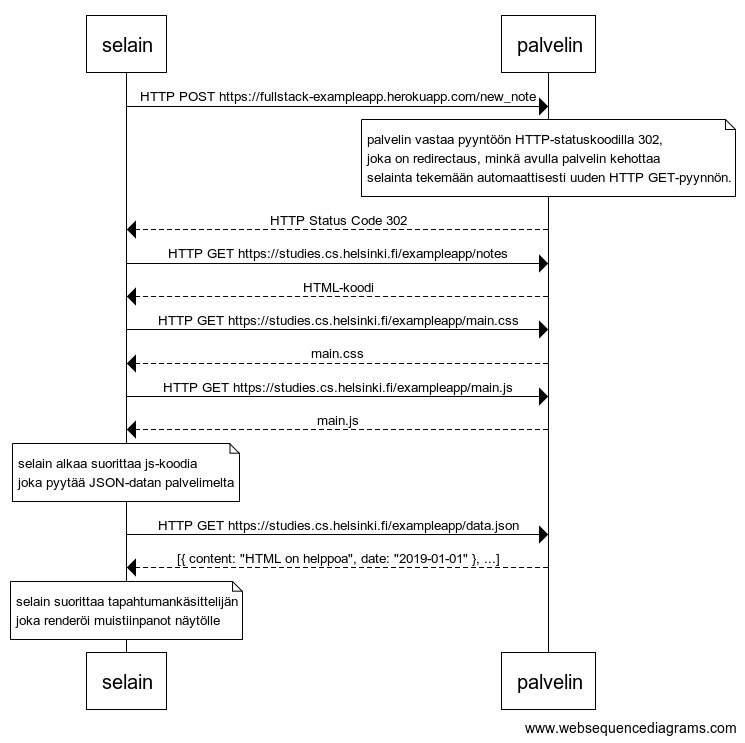 selain
palvelin
HTTP POST https://fullstack-exampleapp.herokuapp.com/new_note
palvelin vastaa pyyntöön HTTP-statuskoodilla 302,
joka on redirectaus, minkä avulla palvelin kehottaa
selainta tekemään automaattisesti uuden HTTP GET-pyynnön.
HTTP Status Code 302
HTTP GET https://studies.cs.helsinki.fi/exampleapp/notes
HTML-koodi
HTTP GET https://studies.cs.helsinki.fi/exampleapp/main.css
main.css
HTTP GET https://studies.cs.helsinki.fi/exampleapp/main.js
main.js
selain alkaa suorittaa js-koodia
joka pyytää JSON-datan palvelimelta
HTTP GET https://studies.cs.helsinki.fi/exampleapp/data.json
[{ content: "HTML on helppoa", date: "2019-01-01" }, ...]
selain suorittaa tapahtumankäsittelijän
joka renderöi muistiinpanot näytölle
selain
palvelin
www.websequencediagrams.com